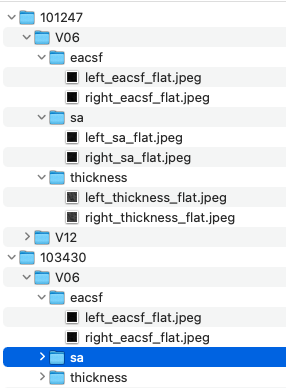 101247
V06
eacsf
left_eacsf_flat.jpeg
right_eacsf_flat.jpeg
sa
left_sa_flat.jpeg
right_sa_flat.jpeg
thickness
left_thickness_flat.jpeg
right_thickness_flat.jpeg
V12
103430
V06
eacsf
left_eacsf_flat.jpeg
right_eacsf_flat.jpeg
sa
thickness